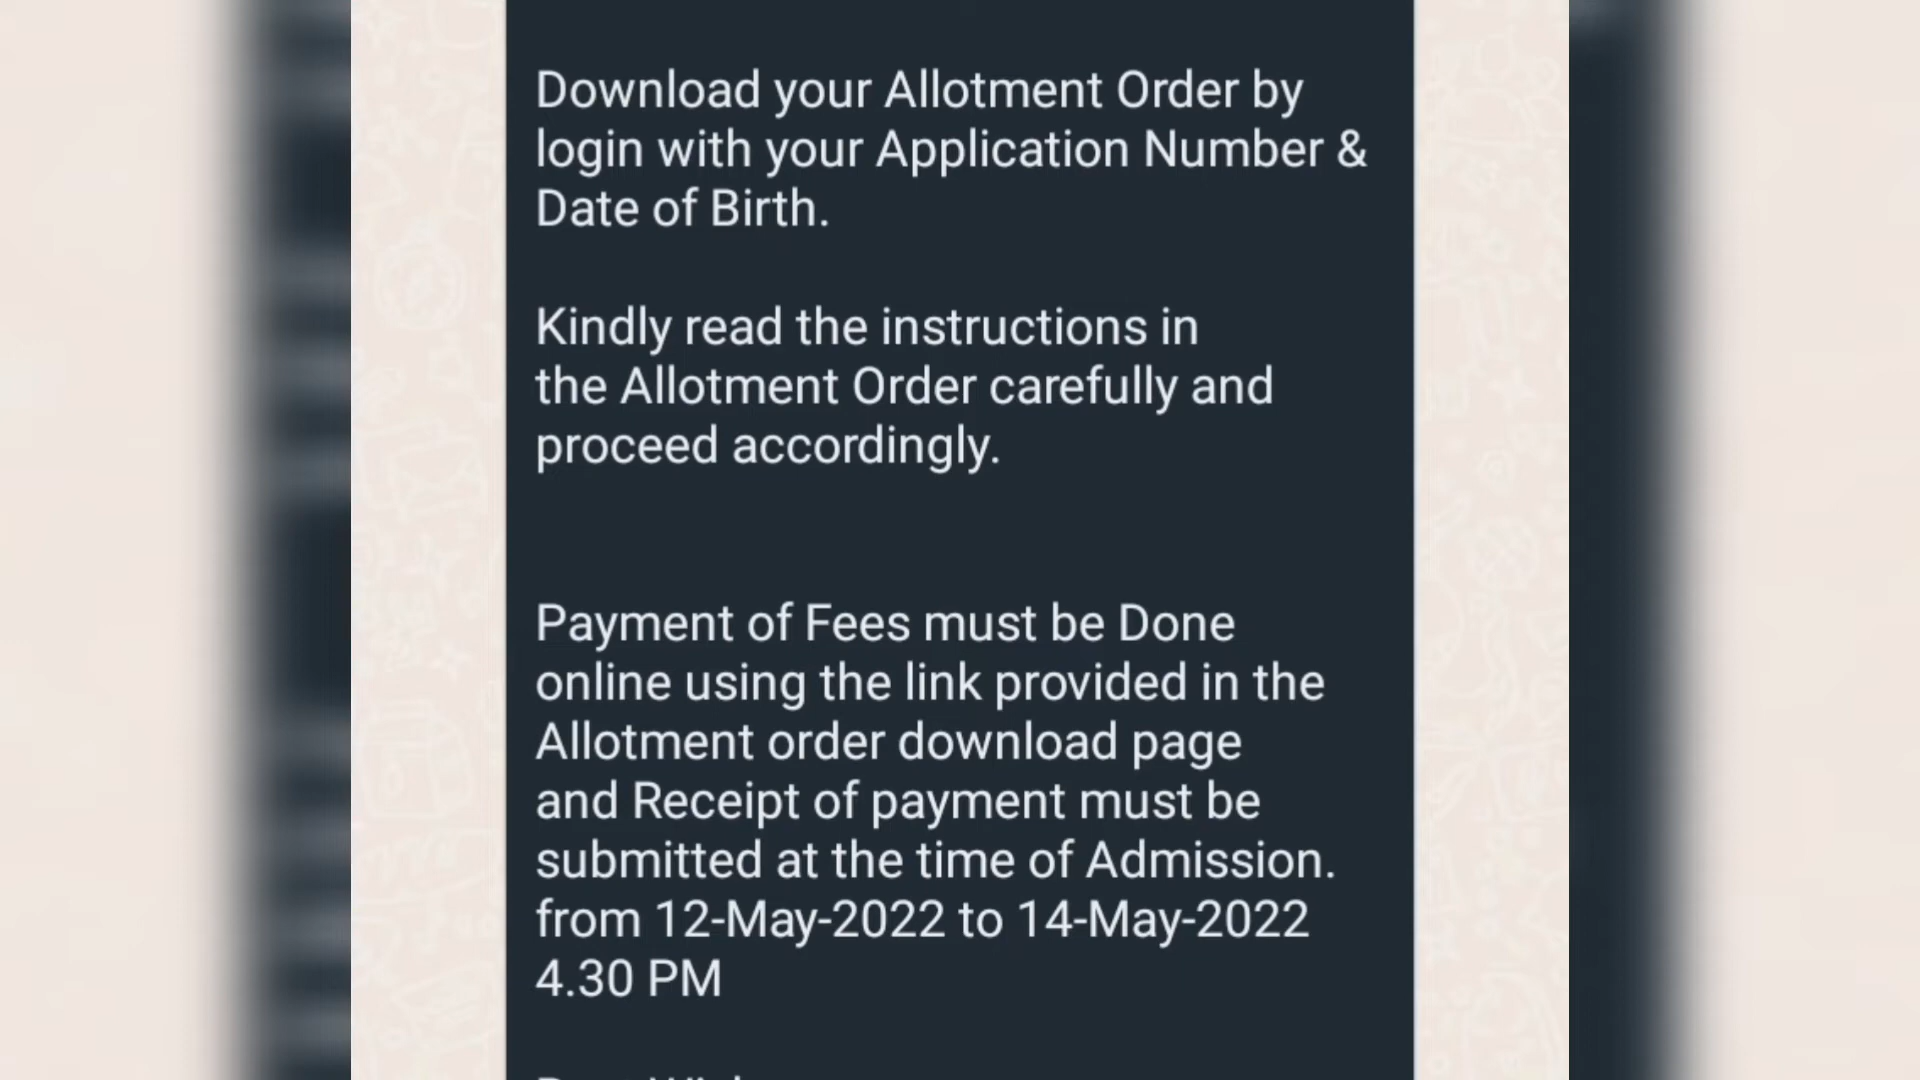 Download your Allotment Order by
login with your Application Number &
Date of Birth.
Kindly read the instructions in
the Allotment Order carefully and
proceed accordingly.
Payment of Fees must be Done
online using the link provided in the
Allotment order download page
and Receipt of payment must be
submitted at the time of Admission.
from 12-May-2022 to 14-May-2022
4.30 PM